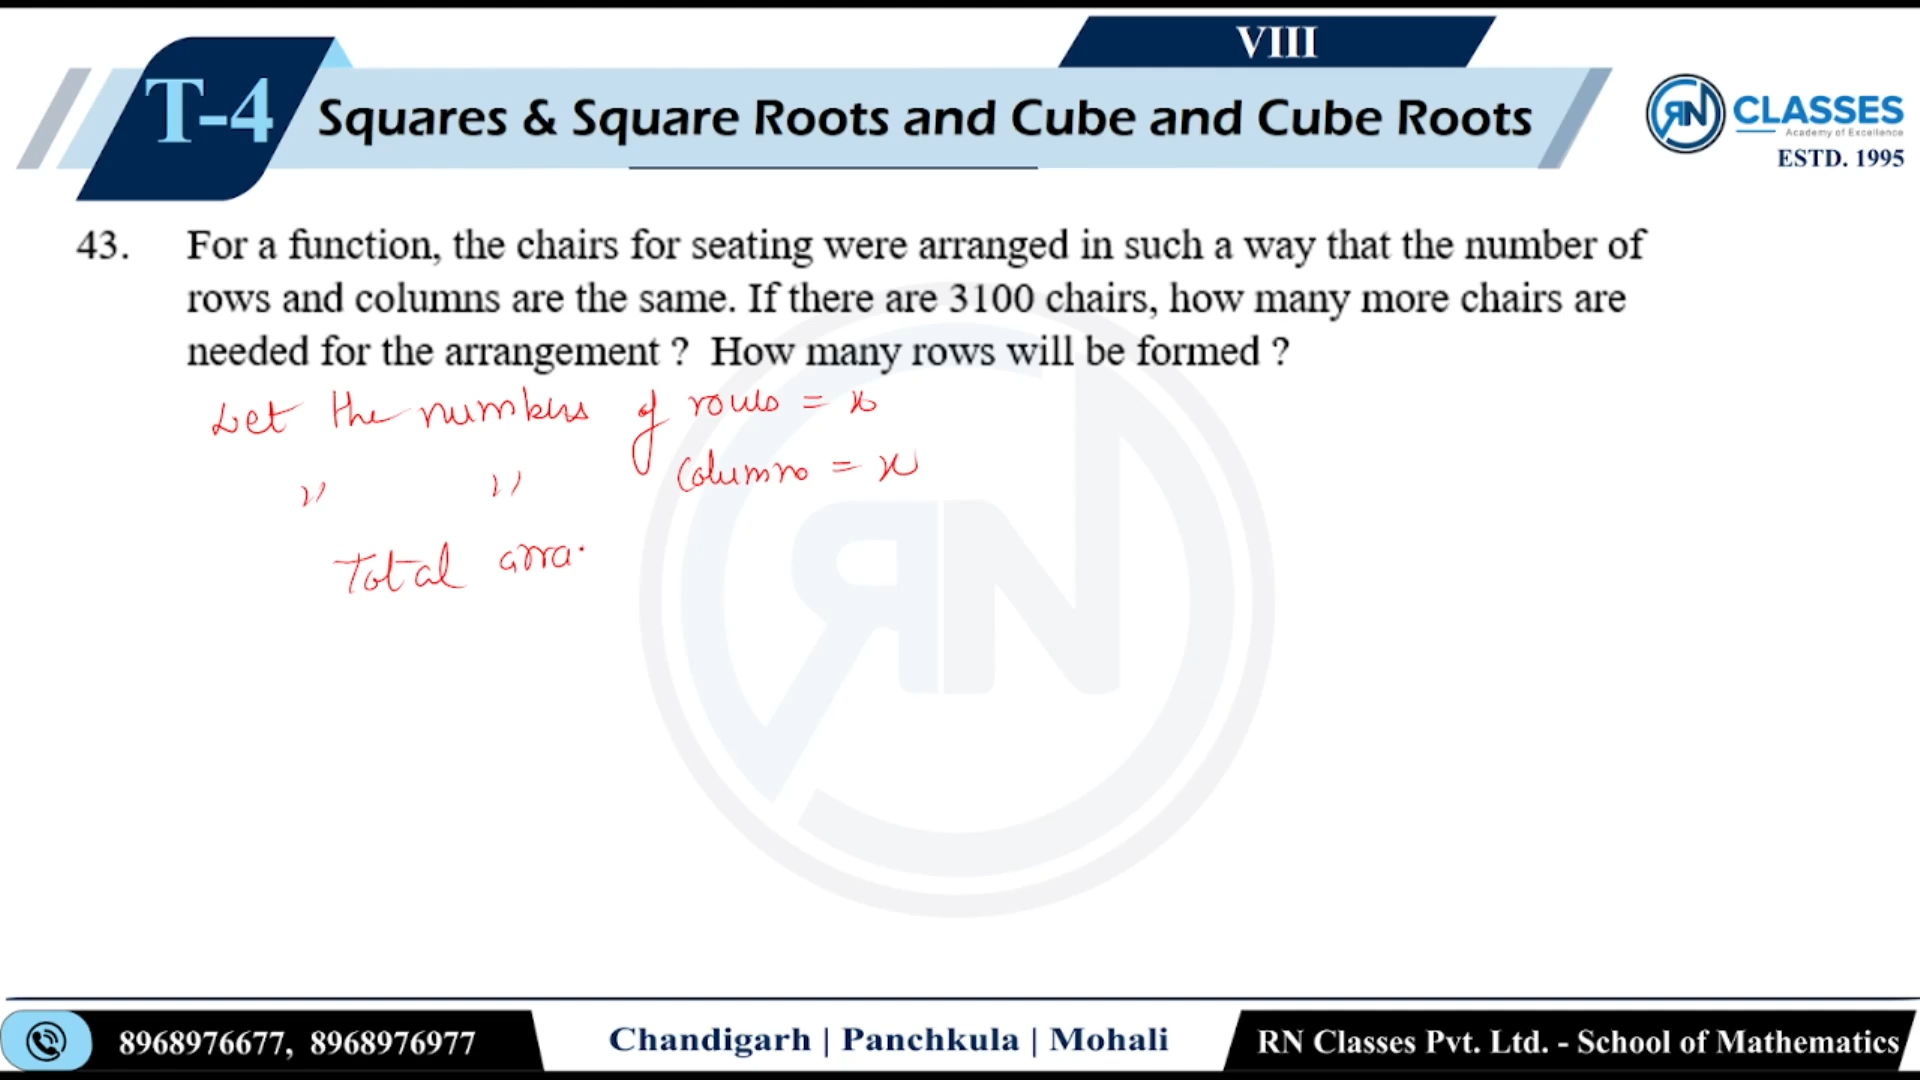 VIII
T-4 Squares & Square Roots and Cube and Cube Roots
RN CLASSES
Academy of Excellence
ESTD. 1995
43. For a function, the chairs for seating were arranged in such a way that the number of
rows and columns are the same. If there are 3100 chairs, how many more chairs are
needed for the arrangement ? How many rows will be formed ?
Let the numbers of rows = x
" " columns = x
Total arra
RN
8968976677, 8968976977
Chandigarh | Panchkula | Mohali
RN Classes Pvt. Ltd. - School of Mathematics